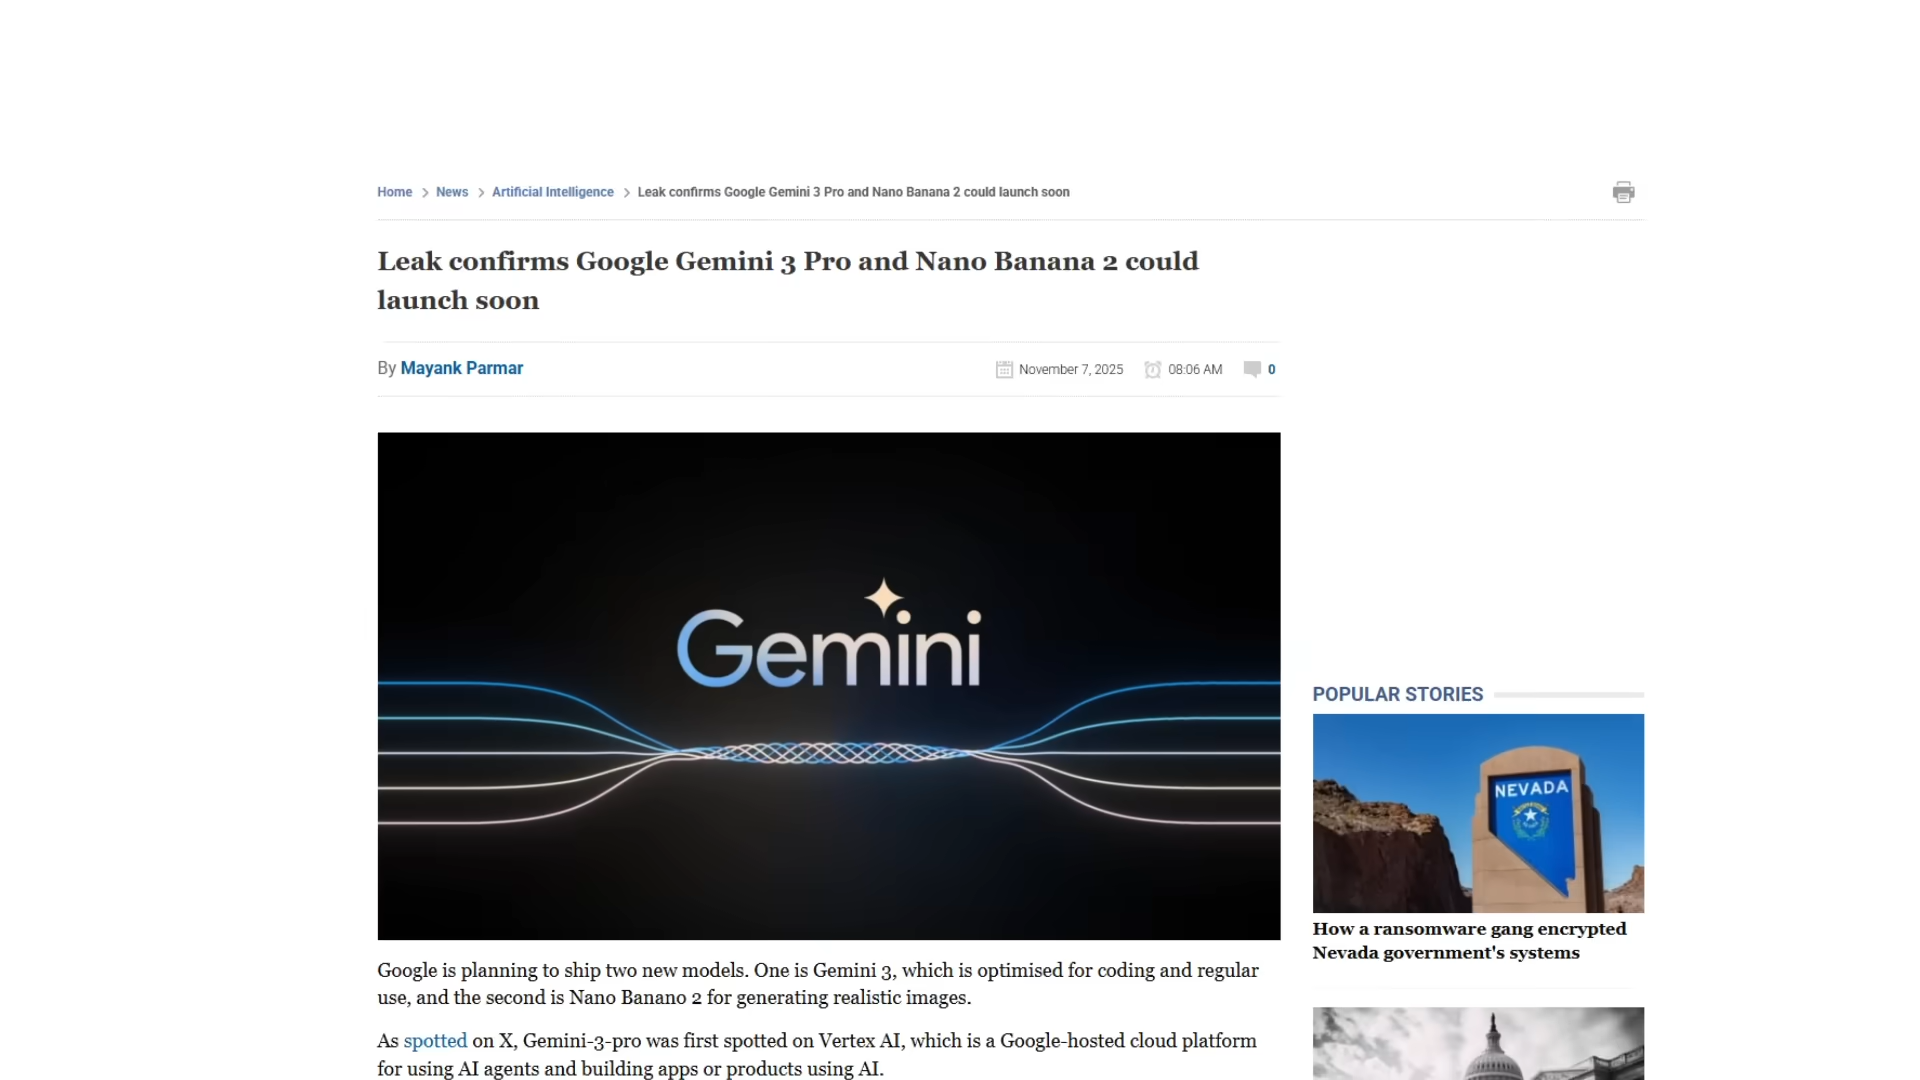 Home > News > Artificial Intelligence > Leak confirms Google Gemini 3 Pro and Nano Banana 2 could launch soon
Leak confirms Google Gemini 3 Pro and Nano Banana 2 could
launch soon
By Mayank Parmar
November 7, 2025 08:06 AM 0
Gemini
Google is planning to ship two new models. One is Gemini 3, which is optimised for coding and regular
use, and the second is Nano Banano 2 for generating realistic images.
As spotted on X, Gemini-3-pro was first spotted on Vertex AI, which is a Google-hosted cloud platform
for using AI agents and building apps or products using AI.
POPULAR STORIES
NEVADA
How a ransomware gang encrypted
Nevada government's systems